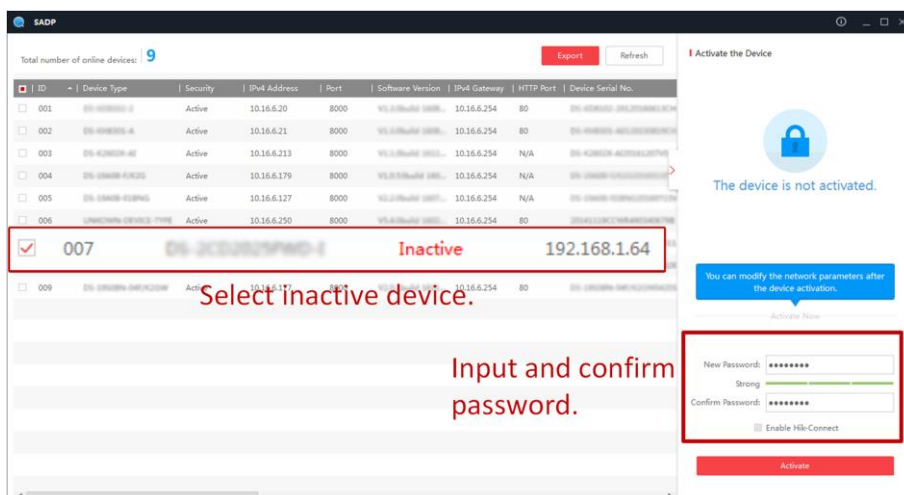 SADP
Total number of online devices: 9
Export
Refresh
ID Device Type Security IPv4 Address Port Software Version IPv4 Gateway HTTP Port Device Serial No.
001 Active 10.16.6.20 8000 10.16.6.254 80
002 Active 10.16.6.21 8000 10.16.6.254 80
003 Active 10.16.6.213 8000 10.16.6.254 N/A
004 Active 10.16.6.179 8000 10.16.6.254 N/A
005 Active 10.16.6.127 8000 10.16.6.254 N/A
006 UNKOWN-DEVICE-TYPE Active 10.16.6.250 8000 10.16.6.254 80
007 Inactive 192.168.1.64
009 10.16.6.254 80
Select inactive device.
Input and confirm
password.
Activate the Device
The device is not activated.
You can modify the network parameters after
the device activation.
Activate Now
New Password: ●●●●●●●●
Strong
Confirm Password: ●●●●●●●●
Enable Hik-Connect
Activate